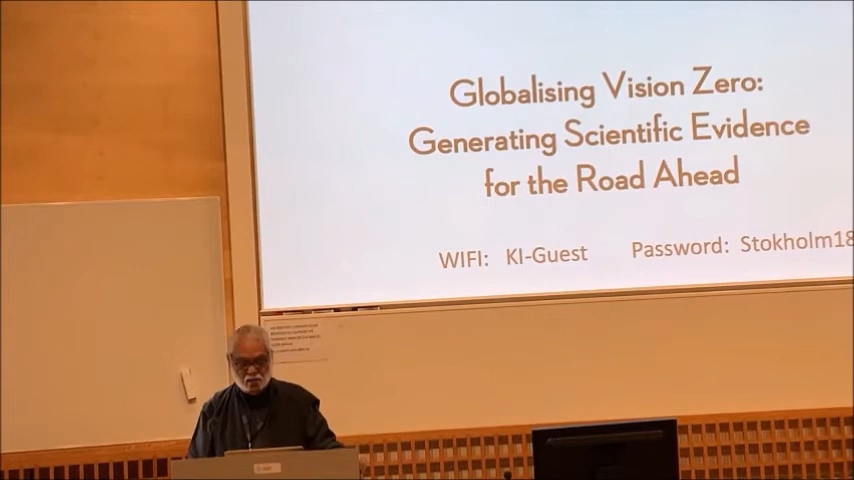 Globalising Vision Zero:
Generating Scientific Evidence
for the Road Ahead
WIFI: KI-Guest Password: Stokholm18